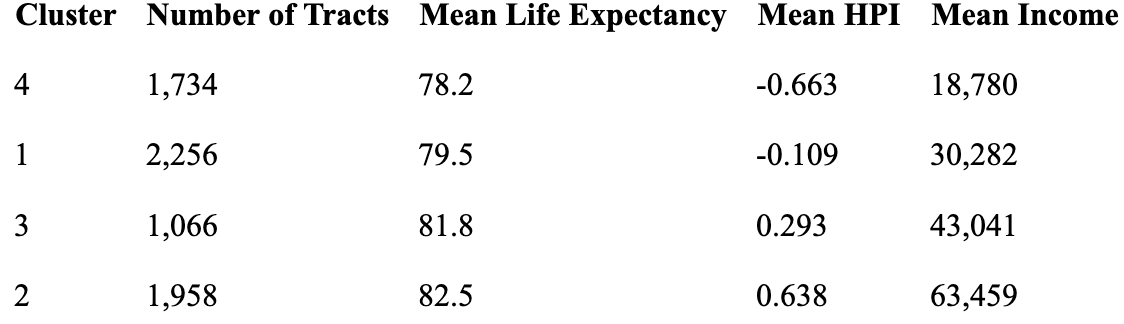 Cluster Number of Tracts Mean Life Expectancy Mean HPI Mean Income
4 1,734 78.2 -0.663 18,780
1 2,256 79.5 -0.109 30,282
3 1,066 81.8 0.293 43,041
2 1,958 82.5 0.638 63,459